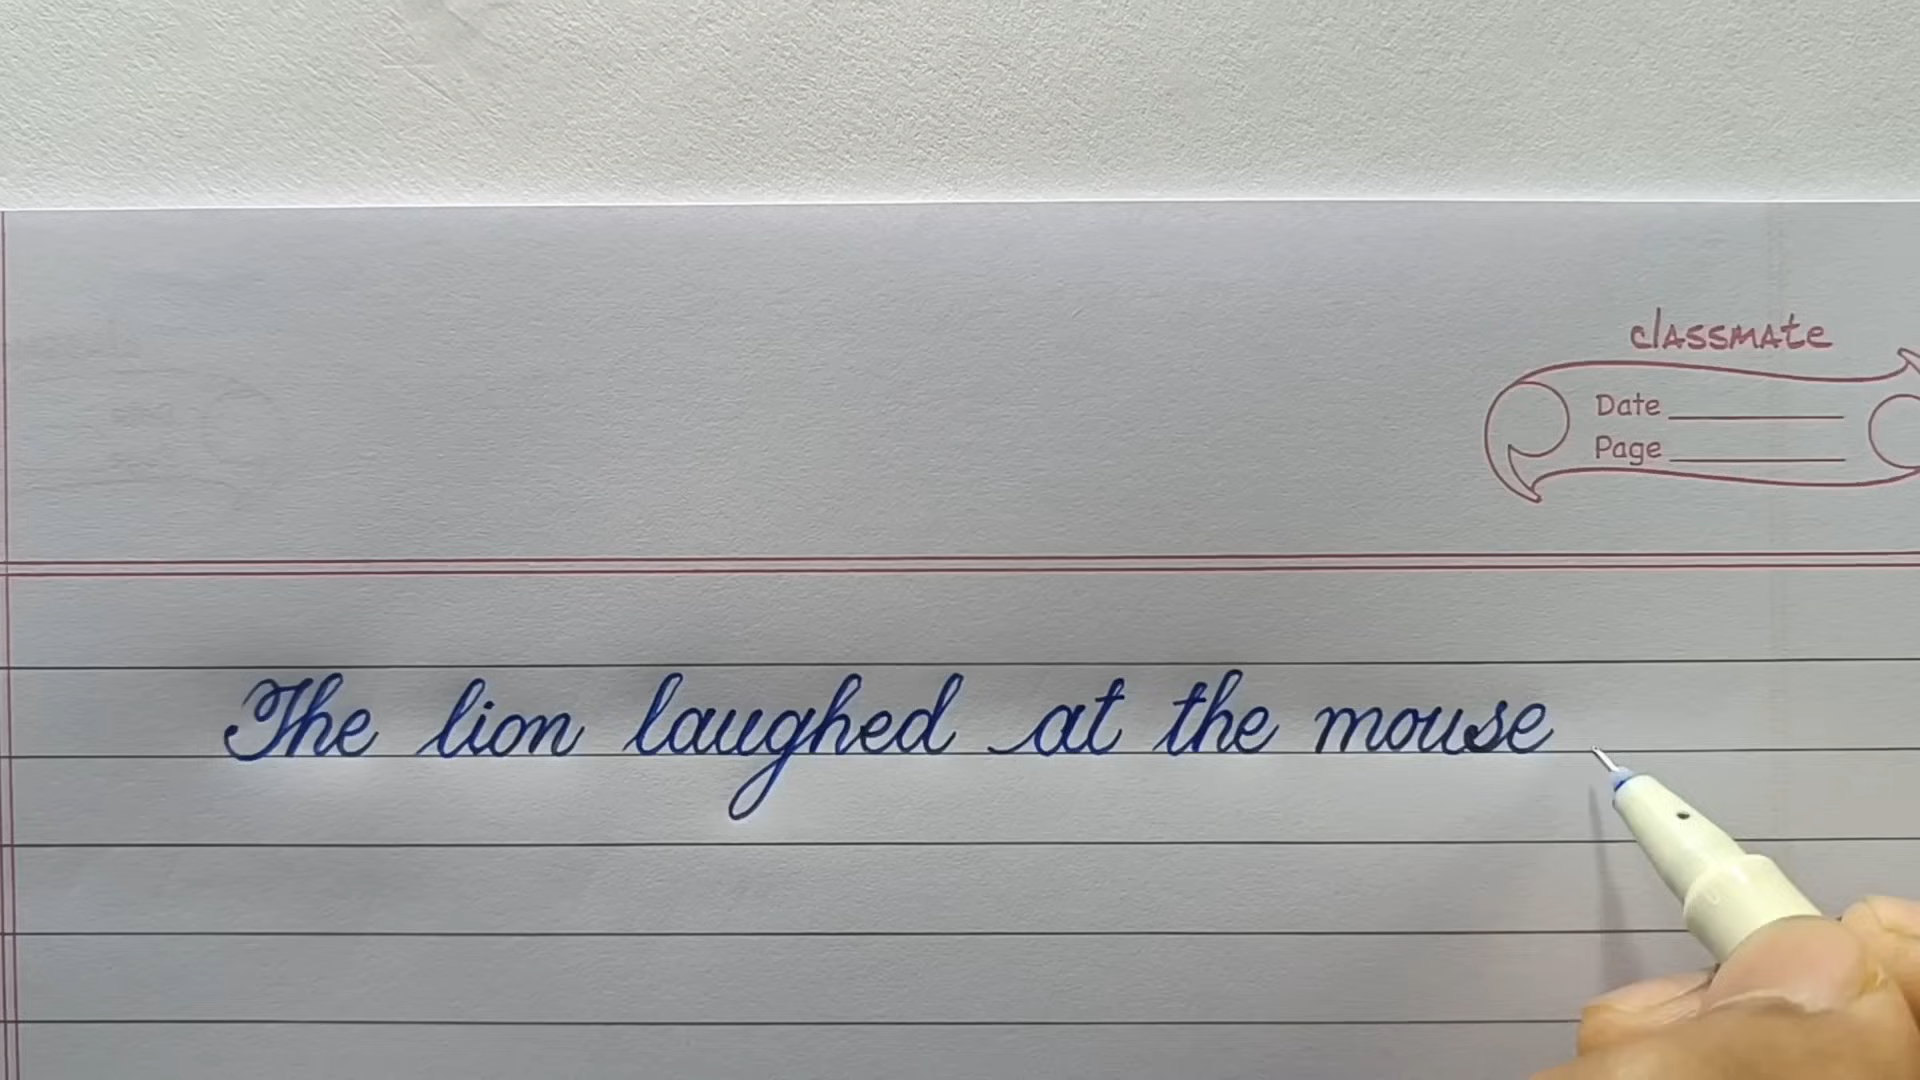 classmate
Date
Page
The lion laughed at the mouse